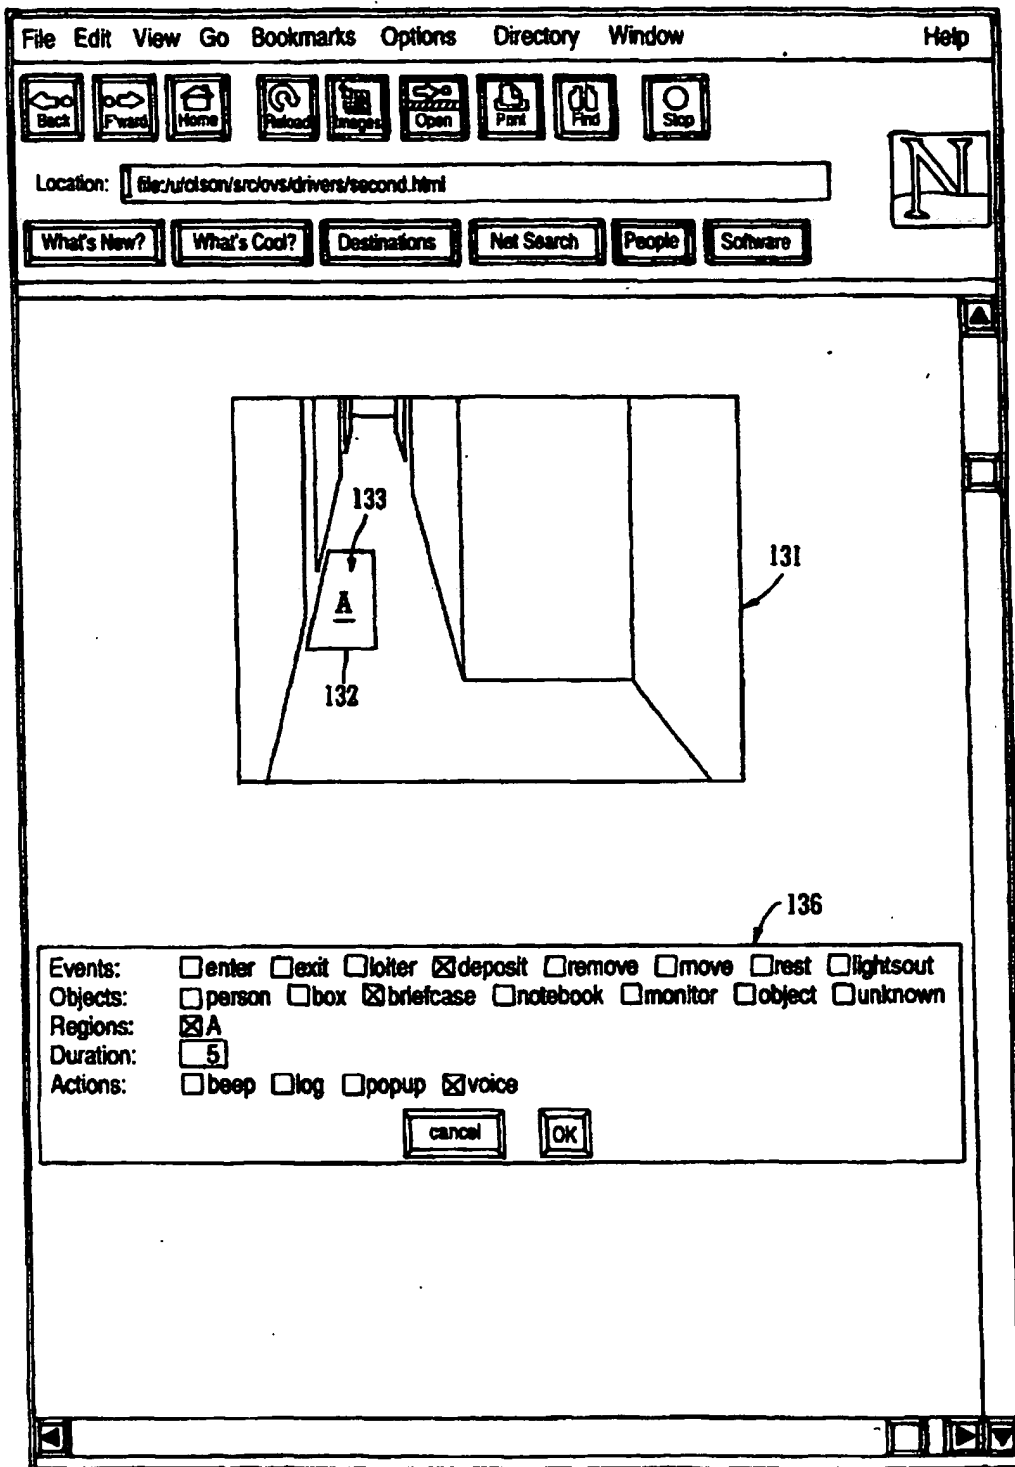 File Edit View Go Bookmarks Options Directory Window Help
Back F'ward Home Reload Images Open Print Find Stop
N
Location: file:/u/olson/src/ovs/drivers/second.html
What's New? What's Cool? Destinations Net Search People Software
133
131
A
132
136
Events: enter exit loiter deposit remove move rest lightsout
Objects: person box briefcase notebook monitor object unknown
Regions: A
Duration: 5
Actions: beep log popup voice
cancel OK